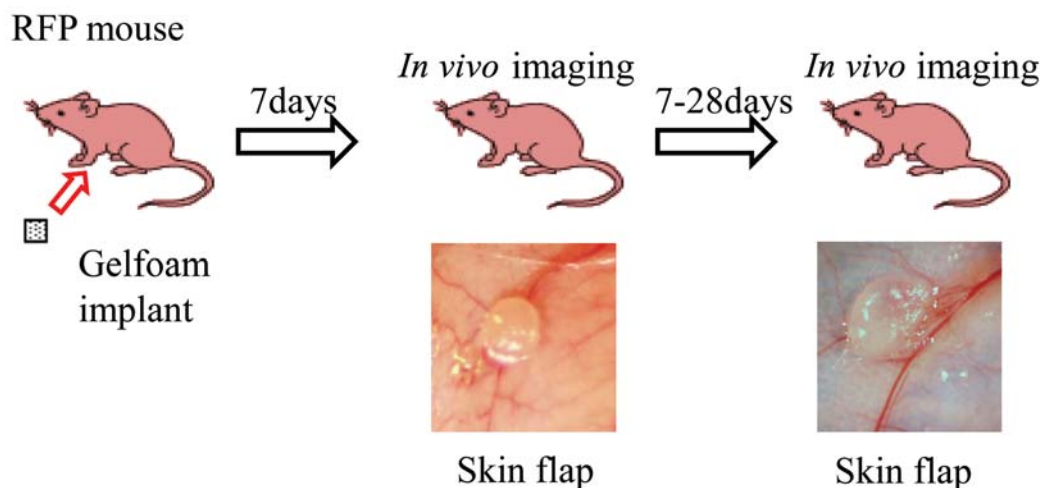 RFP mouse
7days
In vivo imaging
7-28days
In vivo imaging
Gelfoam
implant
Skin flap
Skin flap